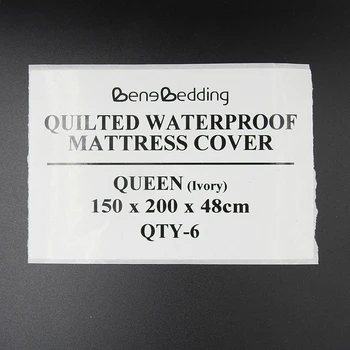 BeneBedding
QUILTED WATERPROOF
MATTRESS COVER
QUEEN (Ivory)
150 x 200 x 48cm
QTY-6